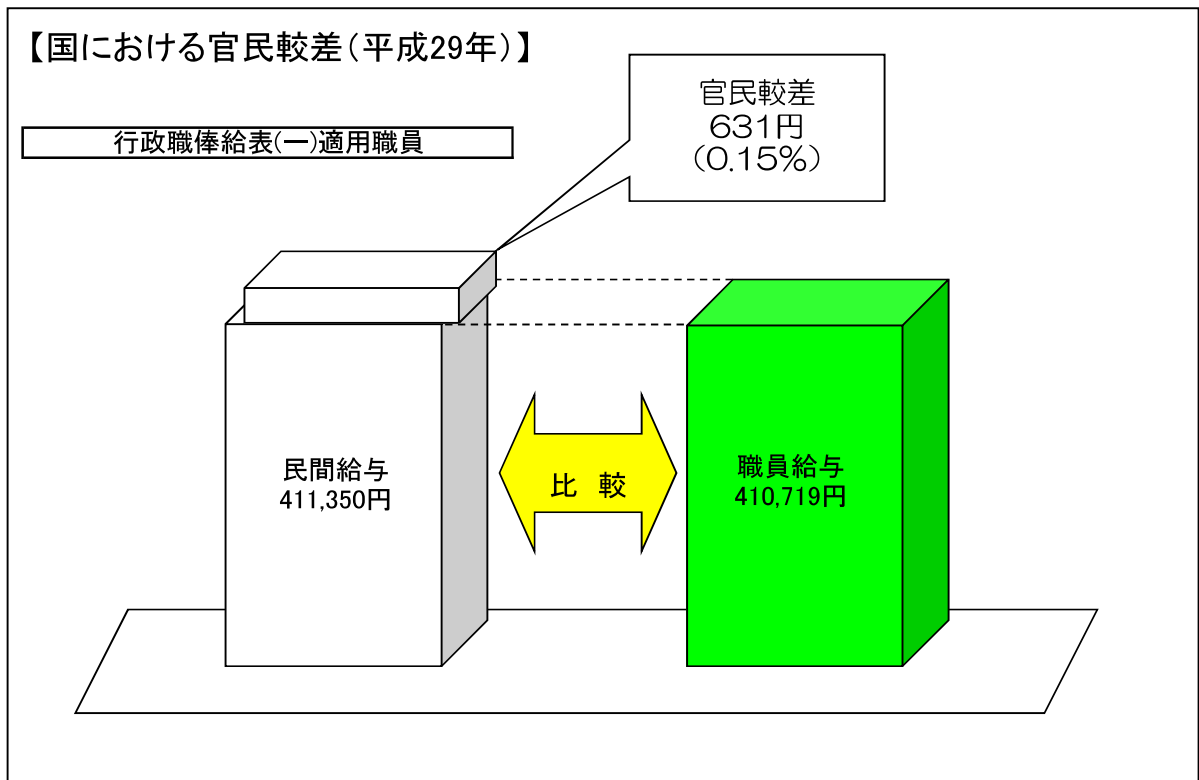 【国における官民較差（平成29年）】
官民較差
631円
（0.15％）
行政職俸給表(一)適用職員
民間給与
411,350円
比 較
職員給与
410,719円